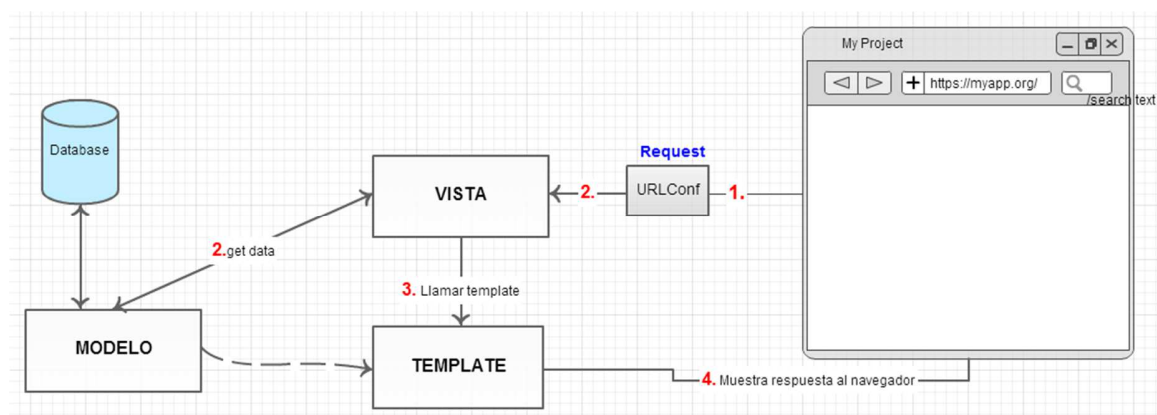 My Project
https://myapp.org/
/search text
Database
Request
VISTA
2.
URLConf
1.
2.get data
3. Llamar template
MODELO
TEMPLATE
4. Muestra respuesta al navegador